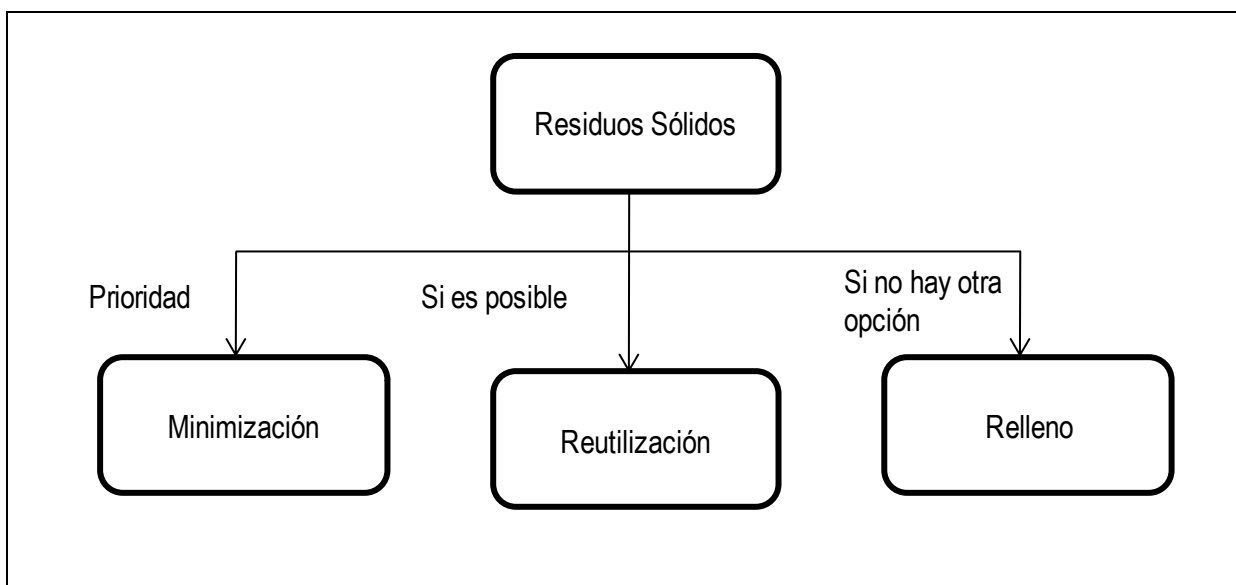 Residuos Sólidos
Prioridad
Si es posible
Si no hay otra
opción
Minimización
Reutilización
Relleno